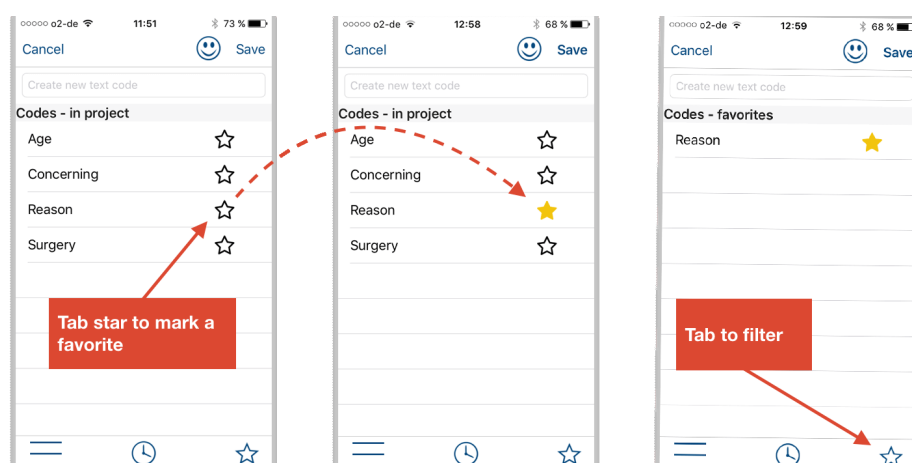 ooooo o2-de 11:51 73 %
Cancel Save
Create new text code
Codes - in project
Age
Concerning
Reason
Surgery
Tab star to mark a
favorite
ooooo o2-de 12:58 68 %
Cancel Save
Create new text code
Codes - in project
Age
Concerning
Reason
Surgery
ooooo o2-de 12:59 68 %
Cancel Save
Create new text code
Codes - favorites
Reason
Tab to filter